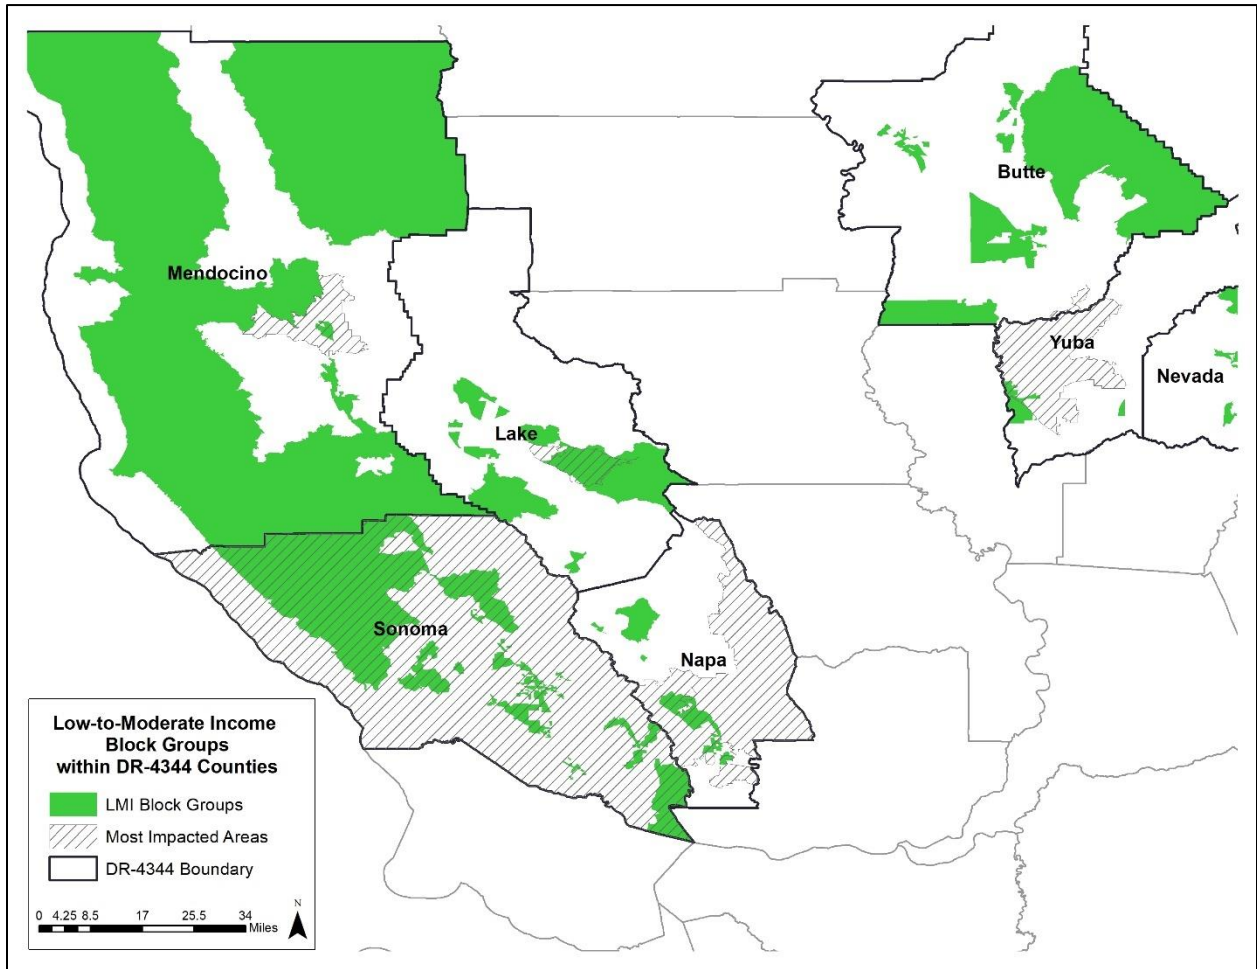 Butte
Mendocino
Yuba
Nevada
Lake
Sonoma
Napa
Low-to-Moderate Income
Block Groups
within DR-4344 Counties
LMI Block Groups
Most Impacted Areas
DR-4344 Boundary
N
0 4.25 8.5 17 25.5 34
Miles